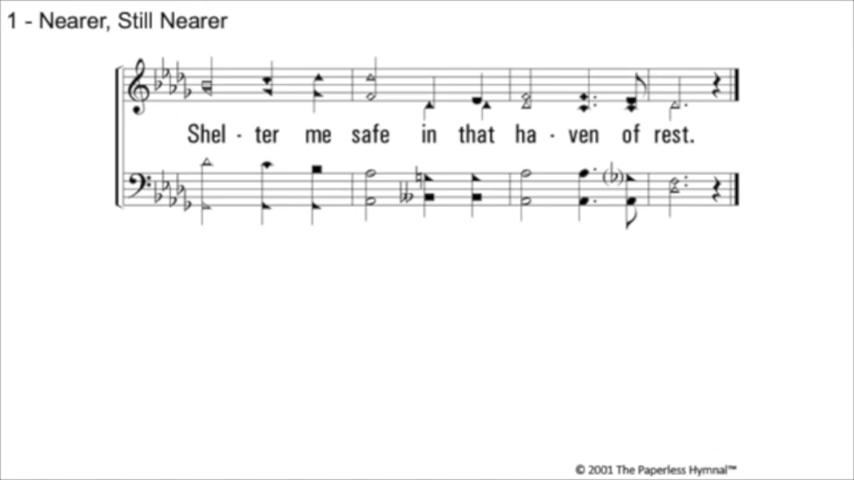 1 - Nearer, Still Nearer
Shel - ter me safe in that ha - ven of rest.
© 2001 The Paperless Hymnal™